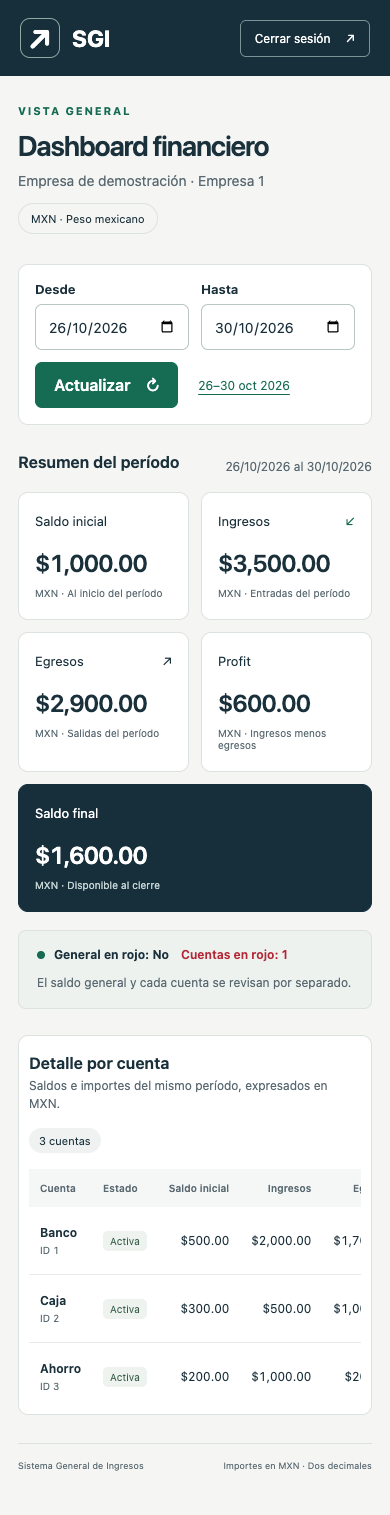 SGI
Cerrar sesión
VISTA GENERAL
Dashboard financiero
Empresa de demostración · Empresa 1
MXN · Peso mexicano
Desde Hasta
26/10/2026 30/10/2026
Actualizar 26–30 oct 2026
Resumen del período 26/10/2026 al 30/10/2026
Saldo inicial
$1,000.00
MXN · Al inicio del período
Ingresos
$3,500.00
MXN · Entradas del período
Egresos
$2,900.00
MXN · Salidas del período
Profit
$600.00
MXN · Ingresos menos
egresos
Saldo final
$1,600.00
MXN · Disponible al cierre
General en rojo: No Cuentas en rojo: 1
El saldo general y cada cuenta se revisan por separado.
Detalle por cuenta
Saldos e importes del mismo período, expresados en
MXN.
3 cuentas
Cuenta Estado Saldo inicial Ingresos
Banco
ID 1
Activa $500.00 $2,000.00
Caja
ID 2
Activa $300.00 $500.00
Ahorro
ID 3
Activa $200.00 $1,000.00
Sistema General de Ingresos Importes en MXN · Dos decimales